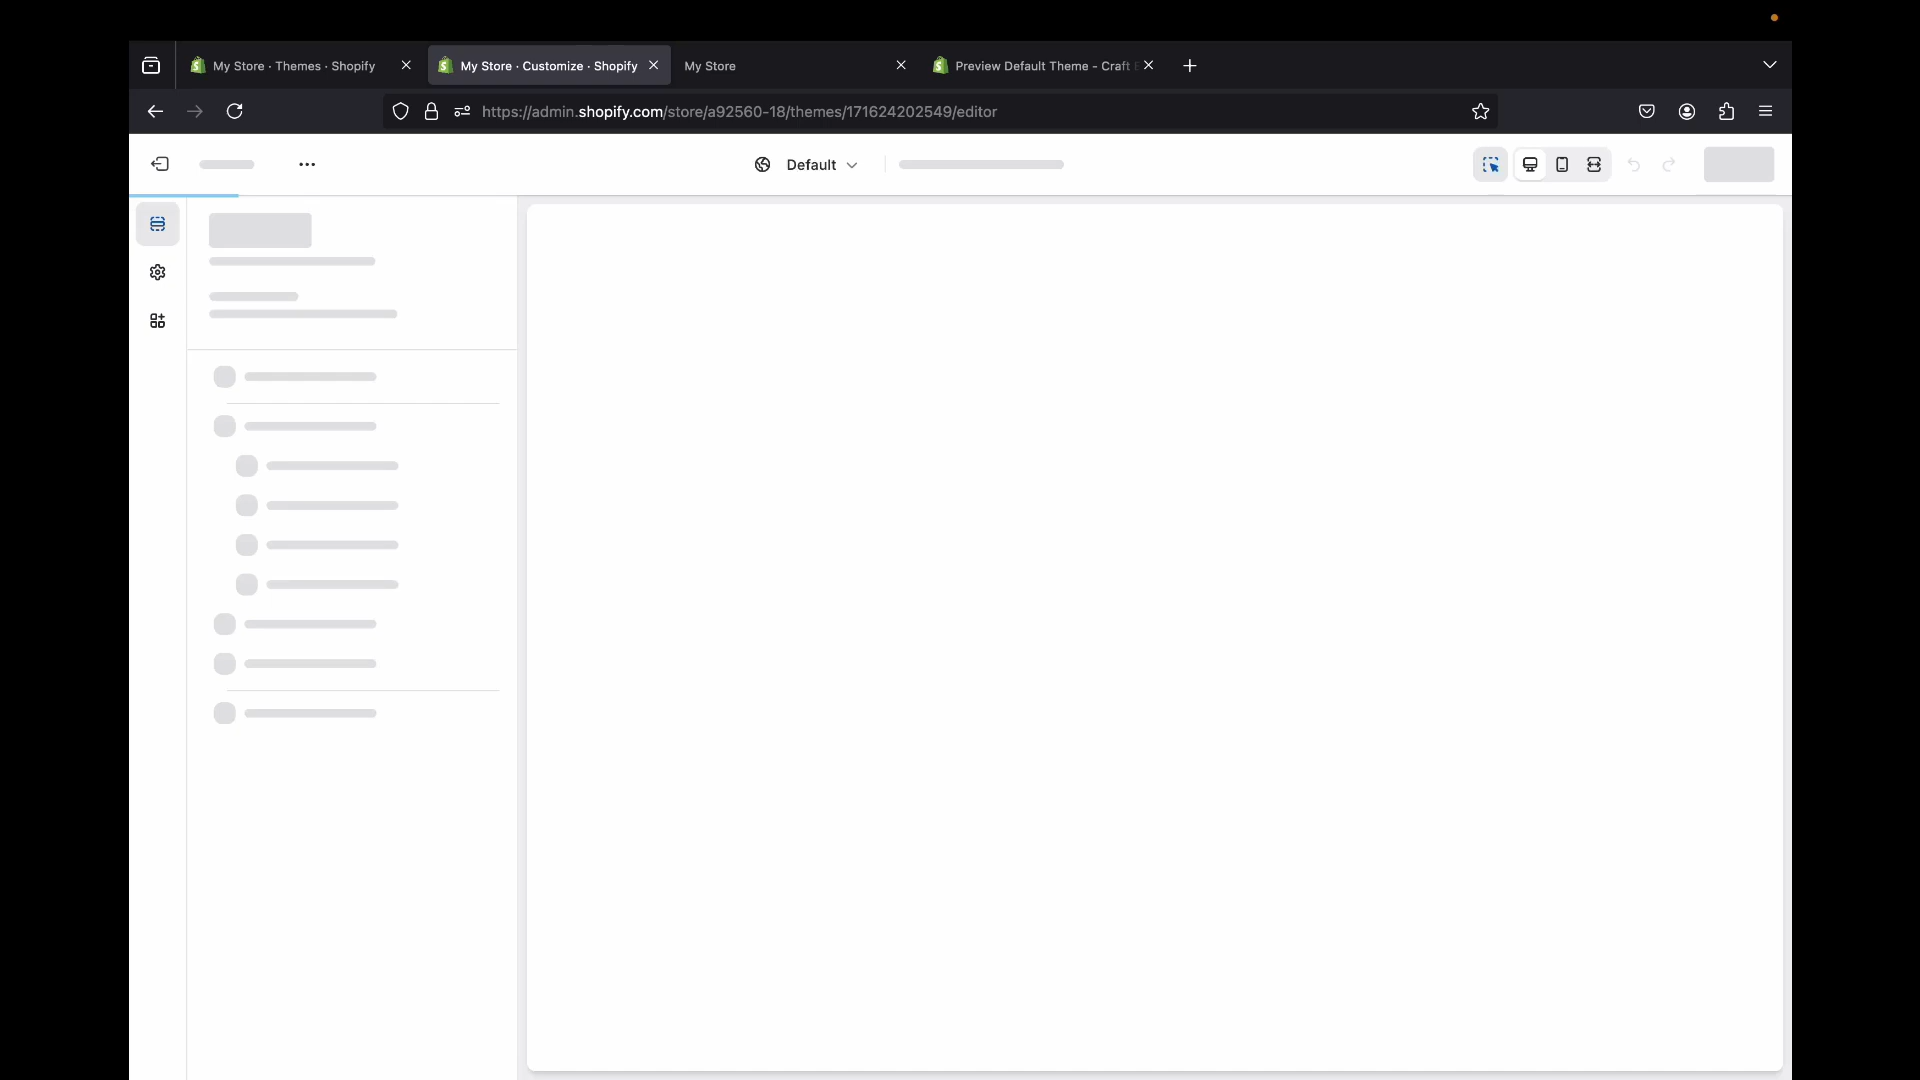 My Store · Themes · Shopify
My Store · Customize · Shopify
My Store
Preview Default Theme - Craft
https://admin.shopify.com/store/a92560-18/themes/171624202549/editor
Default